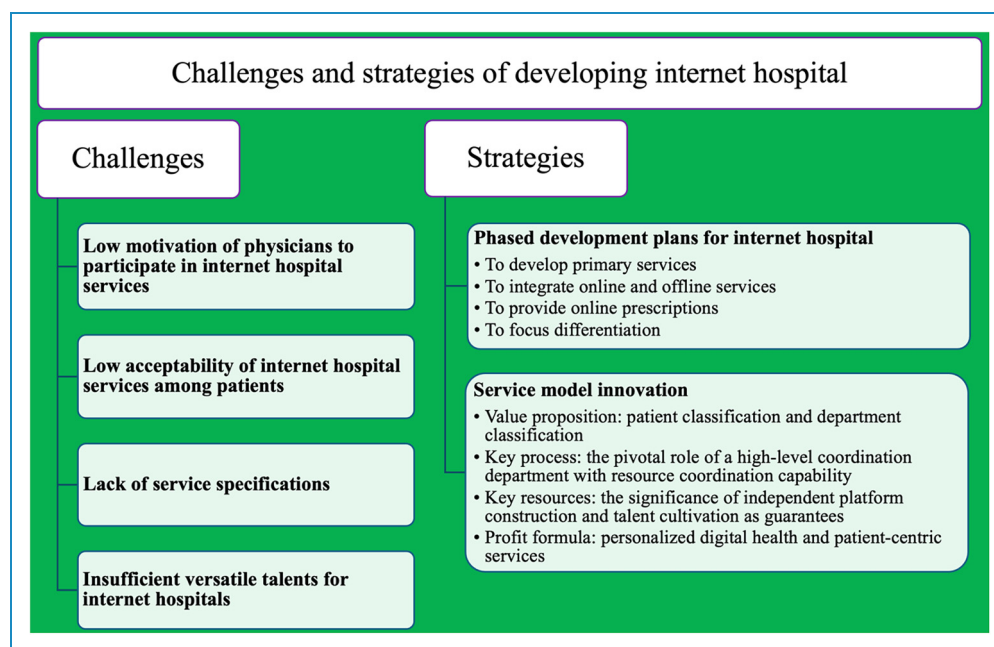 Challenges and strategies of developing internet hospital
Challenges
Low motivation of physicians to
participate in internet hospital
services
Low acceptability of internet hospital
services among patients
Lack of service specifications
Insufficient versatile talents for
internet hospitals
Strategies
Phased development plans for internet hospital
• To develop primary services
• To integrate online and offline services
• To provide online prescriptions
• To focus differentiation
Service model innovation
• Value proposition: patient classification and department
classification
• Key process: the pivotal role of a high-level coordination
department with resource coordination capability
• Key resources: the significance of independent platform
construction and talent cultivation as guarantees
• Profit formula: personalized digital health and patient-centric
services